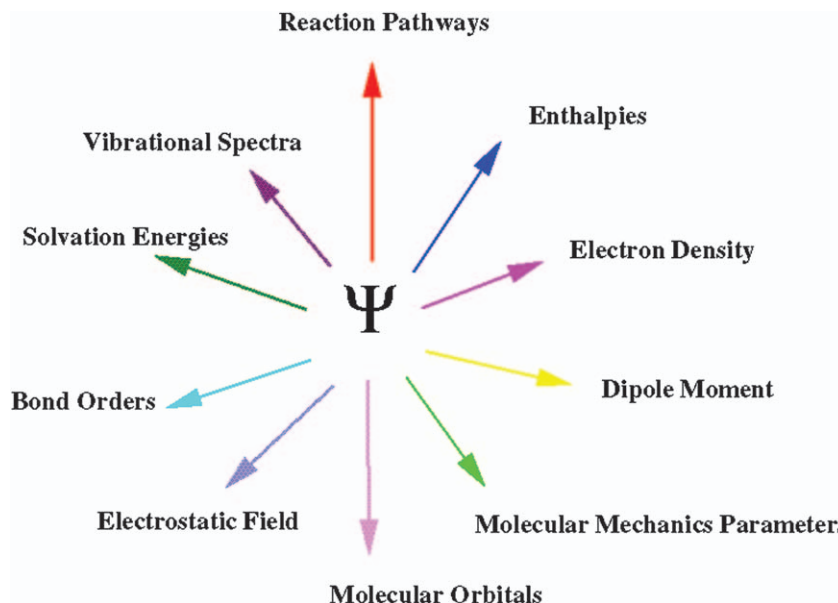 Reaction Pathways
Enthalpies
Vibrational Spectra
Solvation Energies
Electron Density
Ψ
Bond Orders
Dipole Moment
Electrostatic Field
Molecular Mechanics Parameter
Molecular Orbitals